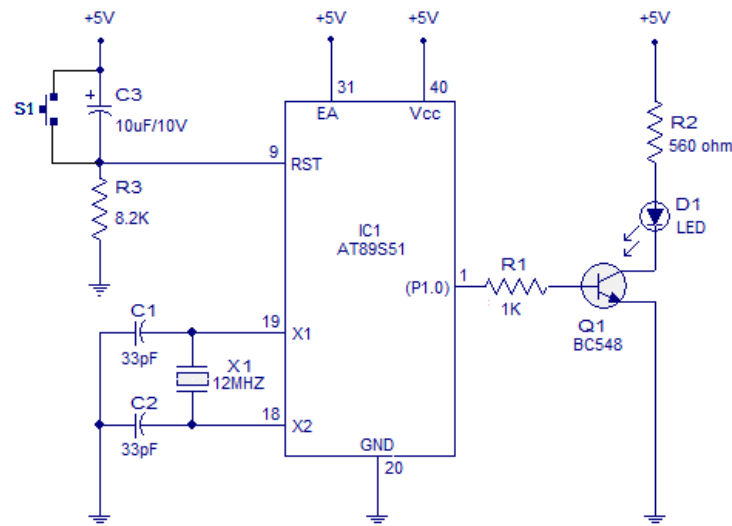 +5V
+5V
+5V
+5V
S1
+
C3
10uF/10V
31
40
EA
Vcc
R2
560 ohm
9
RST
R3
8.2K
D1
LED
IC1
AT89S51
(P1.0)
1
R1
1K
Q1
BC548
C1
33pF
19
X1
X1
12MHZ
C2
33pF
18
X2
GND
20